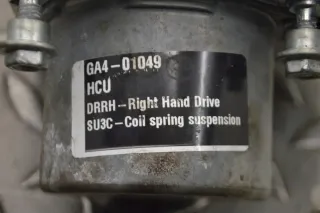 GA4-01049
HCU
DRRH-Right Hand Drive
SU3C-Coil spring suspension